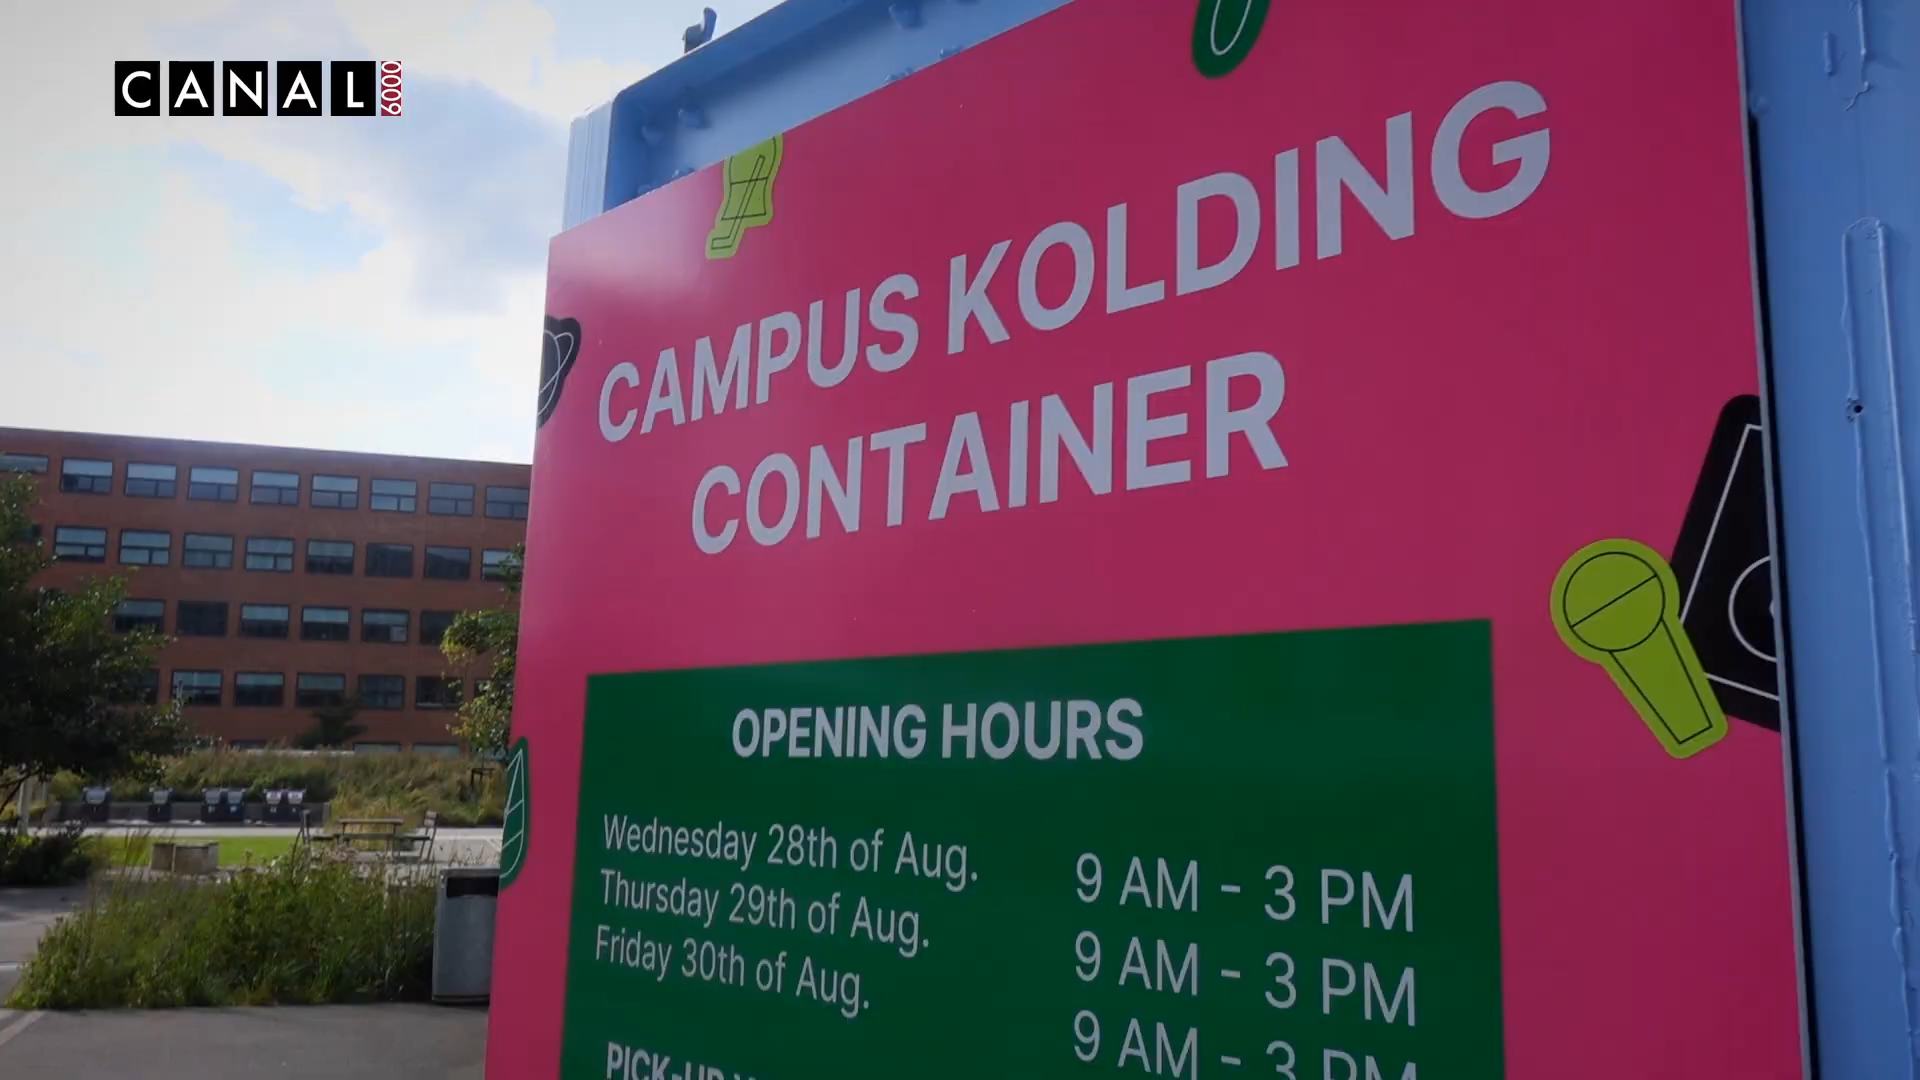 CANAL 6000
CAMPUS KOLDING
CONTAINER
OPENING HOURS
Wednesday 28th of Aug. 9 AM - 3 PM
Thursday 29th of Aug. 9 AM - 3 PM
Friday 30th of Aug. 9 AM - 3 PM
PICK-UP